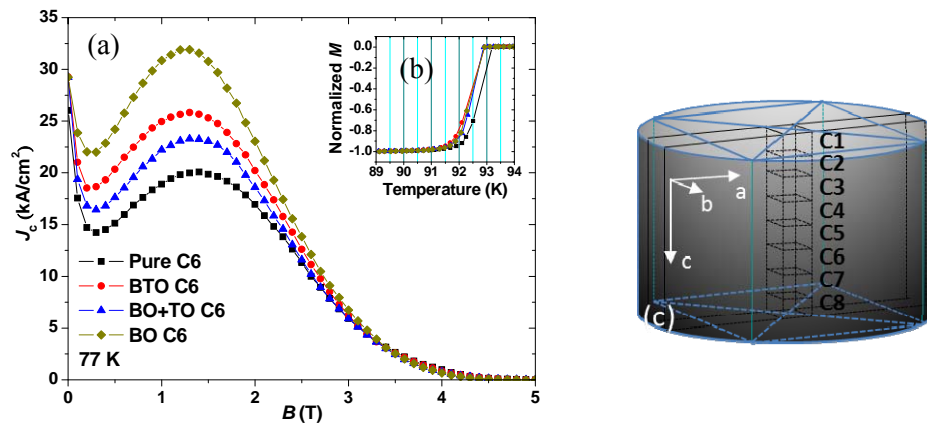 (a)
J_c (kA/cm²)
35
30
25
20
15
10
5
0
0
1
2
3
4
5
B (T)
Pure C6
BTO C6
BO+TO C6
BO C6
77 K
(b)
Normalized M
0.0
-0.2
-0.4
-0.6
-0.8
-1.0
89 90 91 92 93 94
Temperature (K)
C1
C2
C3
C4
C5
C6
C7
C8
a
b
c
(c)